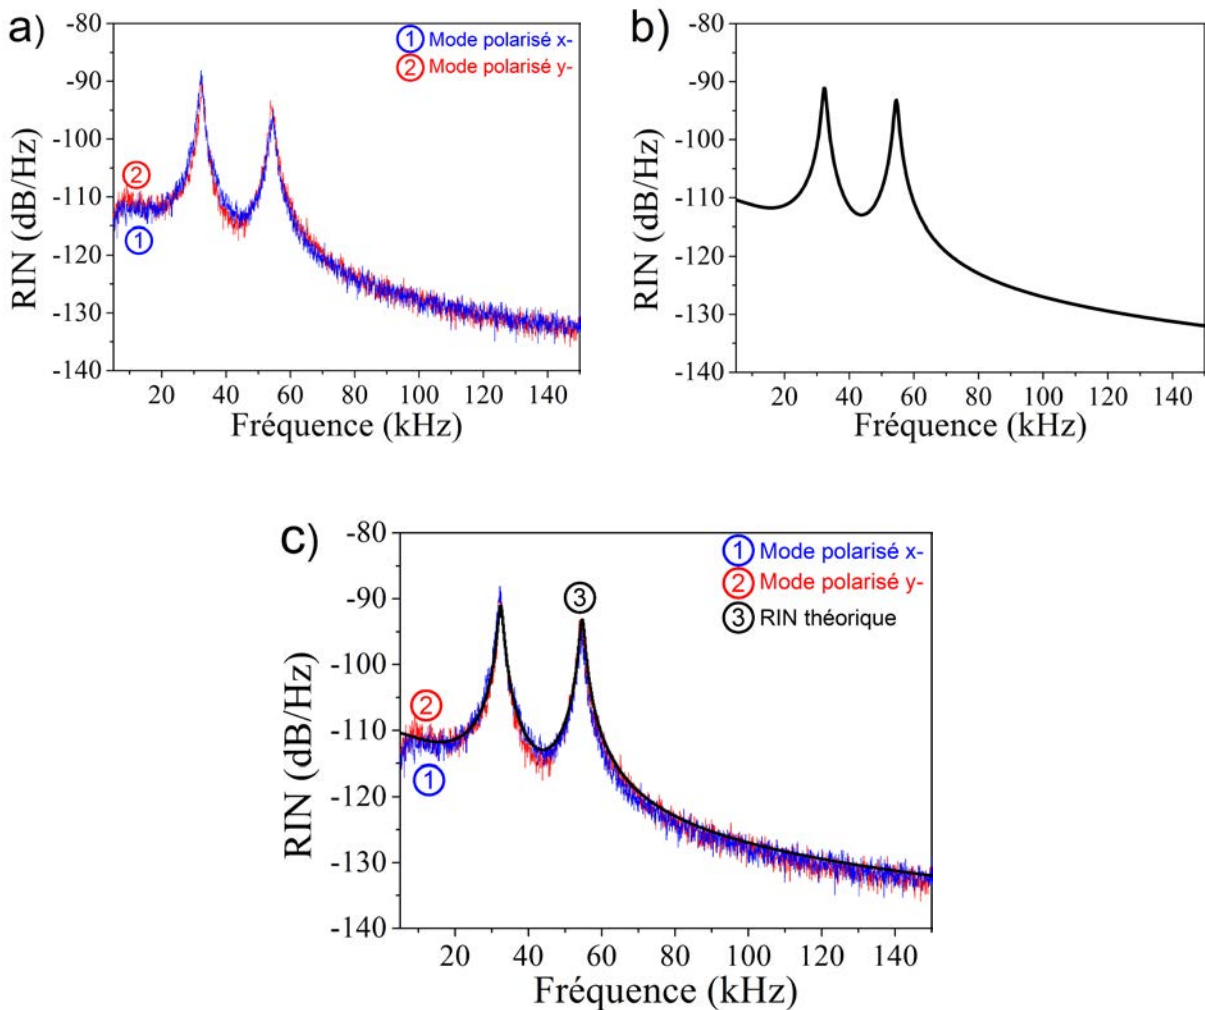 a)
RIN (dB/Hz)
-80
-90
-100
-110
-120
-130
-140
1 Mode polarisé x-
2 Mode polarisé y-
2
1
20 40 60 80 100 120 140
Fréquence (kHz)
b)
RIN (dB/Hz)
-80
-90
-100
-110
-120
-130
-140
20 40 60 80 100 120 140
Fréquence (kHz)
c)
RIN (dB/Hz)
-80
-90
-100
-110
-120
-130
-140
1 Mode polarisé x-
2 Mode polarisé y-
3 RIN théorique
3
2
1
20 40 60 80 100 120 140
Fréquence (kHz)